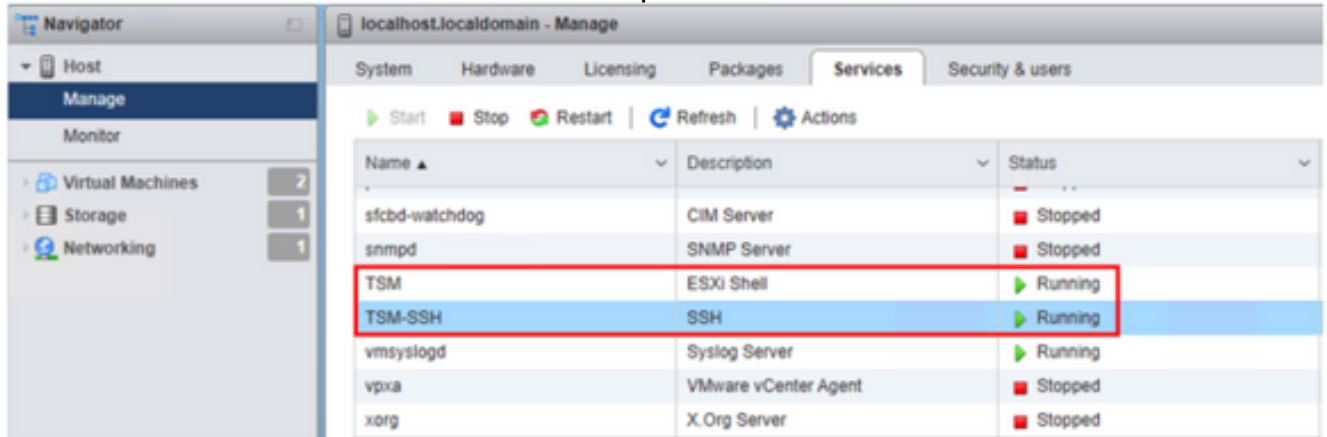 Navigator
localhost.localdomain - Manage
Host
Manage
Monitor
Virtual Machines 2
Storage 1
Networking 1
System Hardware Licensing Packages Services Security & users
Start Stop Restart Refresh Actions
Name Description Status
sfcbd-watchdog CIM Server Stopped
snmpd SNMP Server Stopped
TSM ESXi Shell Running
TSM-SSH SSH Running
vmsyslogd Syslog Server Running
vpxa VMware vCenter Agent Stopped
xorg X.Org Server Stopped